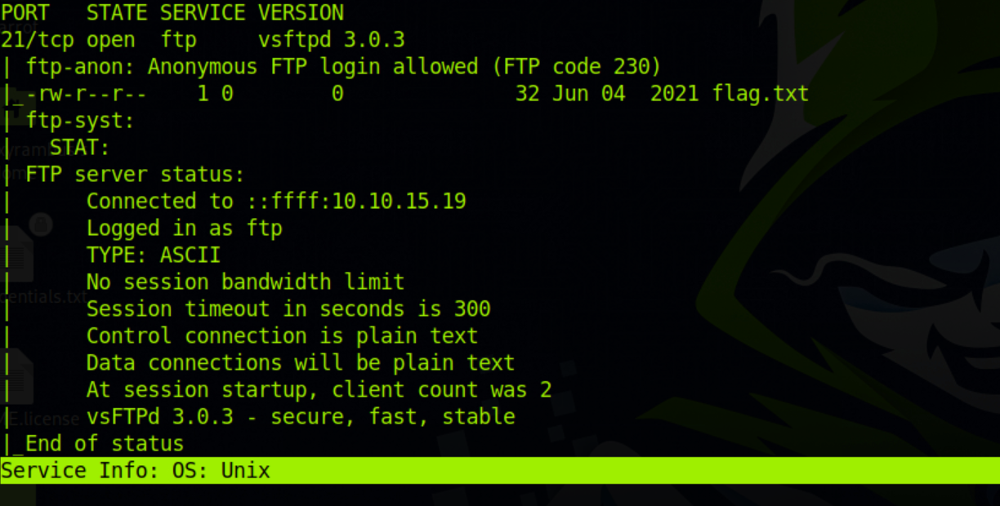 PORT   STATE SERVICE VERSION
21/tcp open  ftp     vsftpd 3.0.3
| ftp-anon: Anonymous FTP login allowed (FTP code 230)
|_-rw-r--r--    1 0        0              32 Jun 04  2021 flag.txt
| ftp-syst:
|   STAT:
| FTP server status:
|      Connected to ::ffff:10.10.15.19
|      Logged in as ftp
|      TYPE: ASCII
|      No session bandwidth limit
|      Session timeout in seconds is 300
|      Control connection is plain text
|      Data connections will be plain text
|      At session startup, client count was 2
|      vsFTPd 3.0.3 - secure, fast, stable
|_End of status
Service Info: OS: Unix